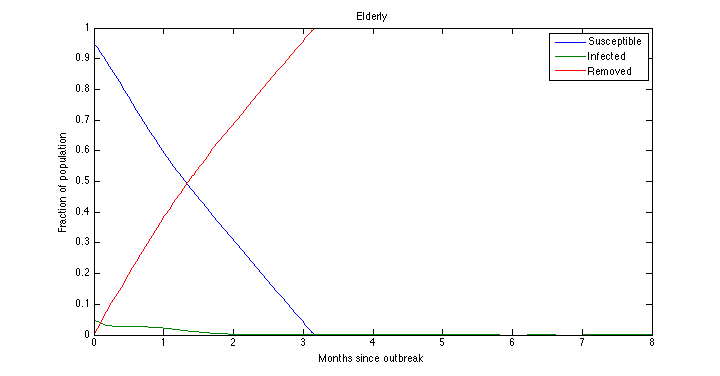 Elderly
Susceptible
Infected
Removed
1
0.9
0.8
0.7
0.6
0.5
0.4
0.3
0.2
0.1
0
Fraction of population
0 1 2 3 4 5 6 7 8
Months since outbreak